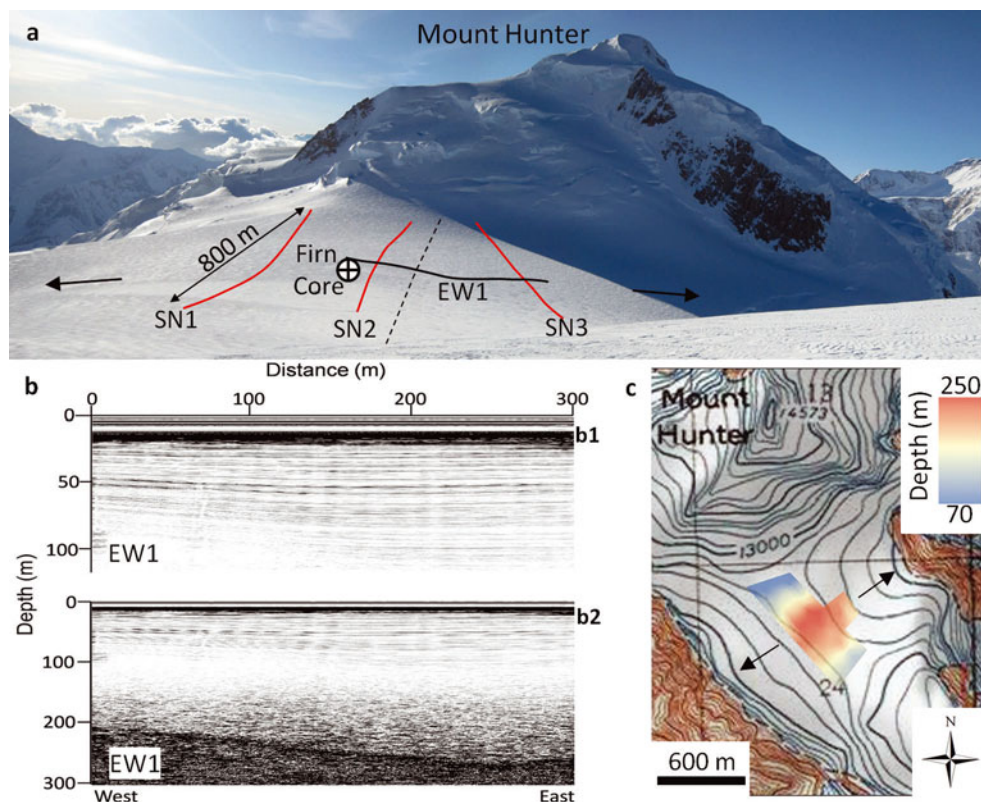 a
Mount Hunter
800 m
Firn
Core
SN1
SN2
EW1
SN3
b
Distance (m)
0 100 200 300
0
b1
50
100
EW1
Depth (m)
0
b2
100
200
300
EW1
West East
c
Mount
Hunter
13
14573
13000
24
250
Depth (m)
70
N
600 m